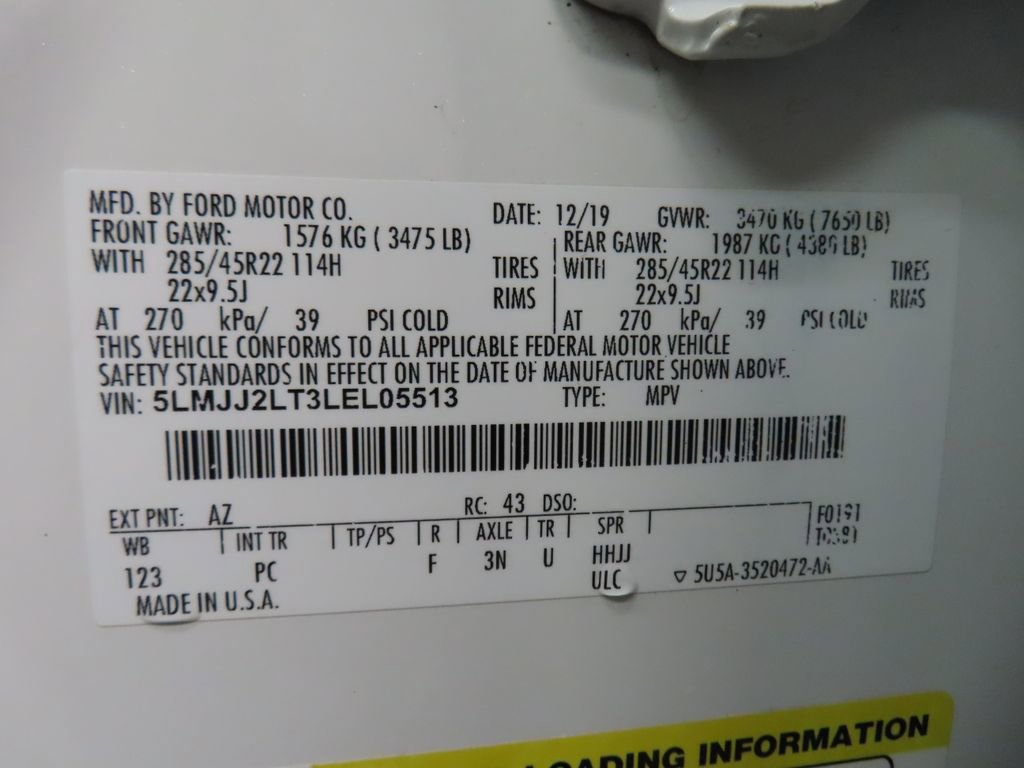 MFD. BY FORD MOTOR CO. DATE: 12/19 GVWR: 3470 KG ( 7650 LB)
FRONT GAWR: 1576 KG ( 3475 LB) REAR GAWR: 1987 KG ( 4380 LB)
WITH 285/45R22 114H TIRES WITH 285/45R22 114H TIRES
22x9.5J RIMS 22x9.5J RIMS
AT 270 kPa/ 39 PSI COLD AT 270 kPa/ 39 PSI COLD
THIS VEHICLE CONFORMS TO ALL APPLICABLE FEDERAL MOTOR VEHICLE
SAFETY STANDARDS IN EFFECT ON THE DATE OF MANUFACTURE SHOWN ABOVE.
VIN: 5LMJJ2LT3LEL05513 TYPE: MPV
EXT PNT: AZ RC: 43 DSO:
WB INT TR TP/PS R AXLE TR SPR F0191
123 PC F 3N U HHJJ
ULC ▽ 5U5A-3520472-AA
MADE IN U.S.A.
LOADING INFORMATION